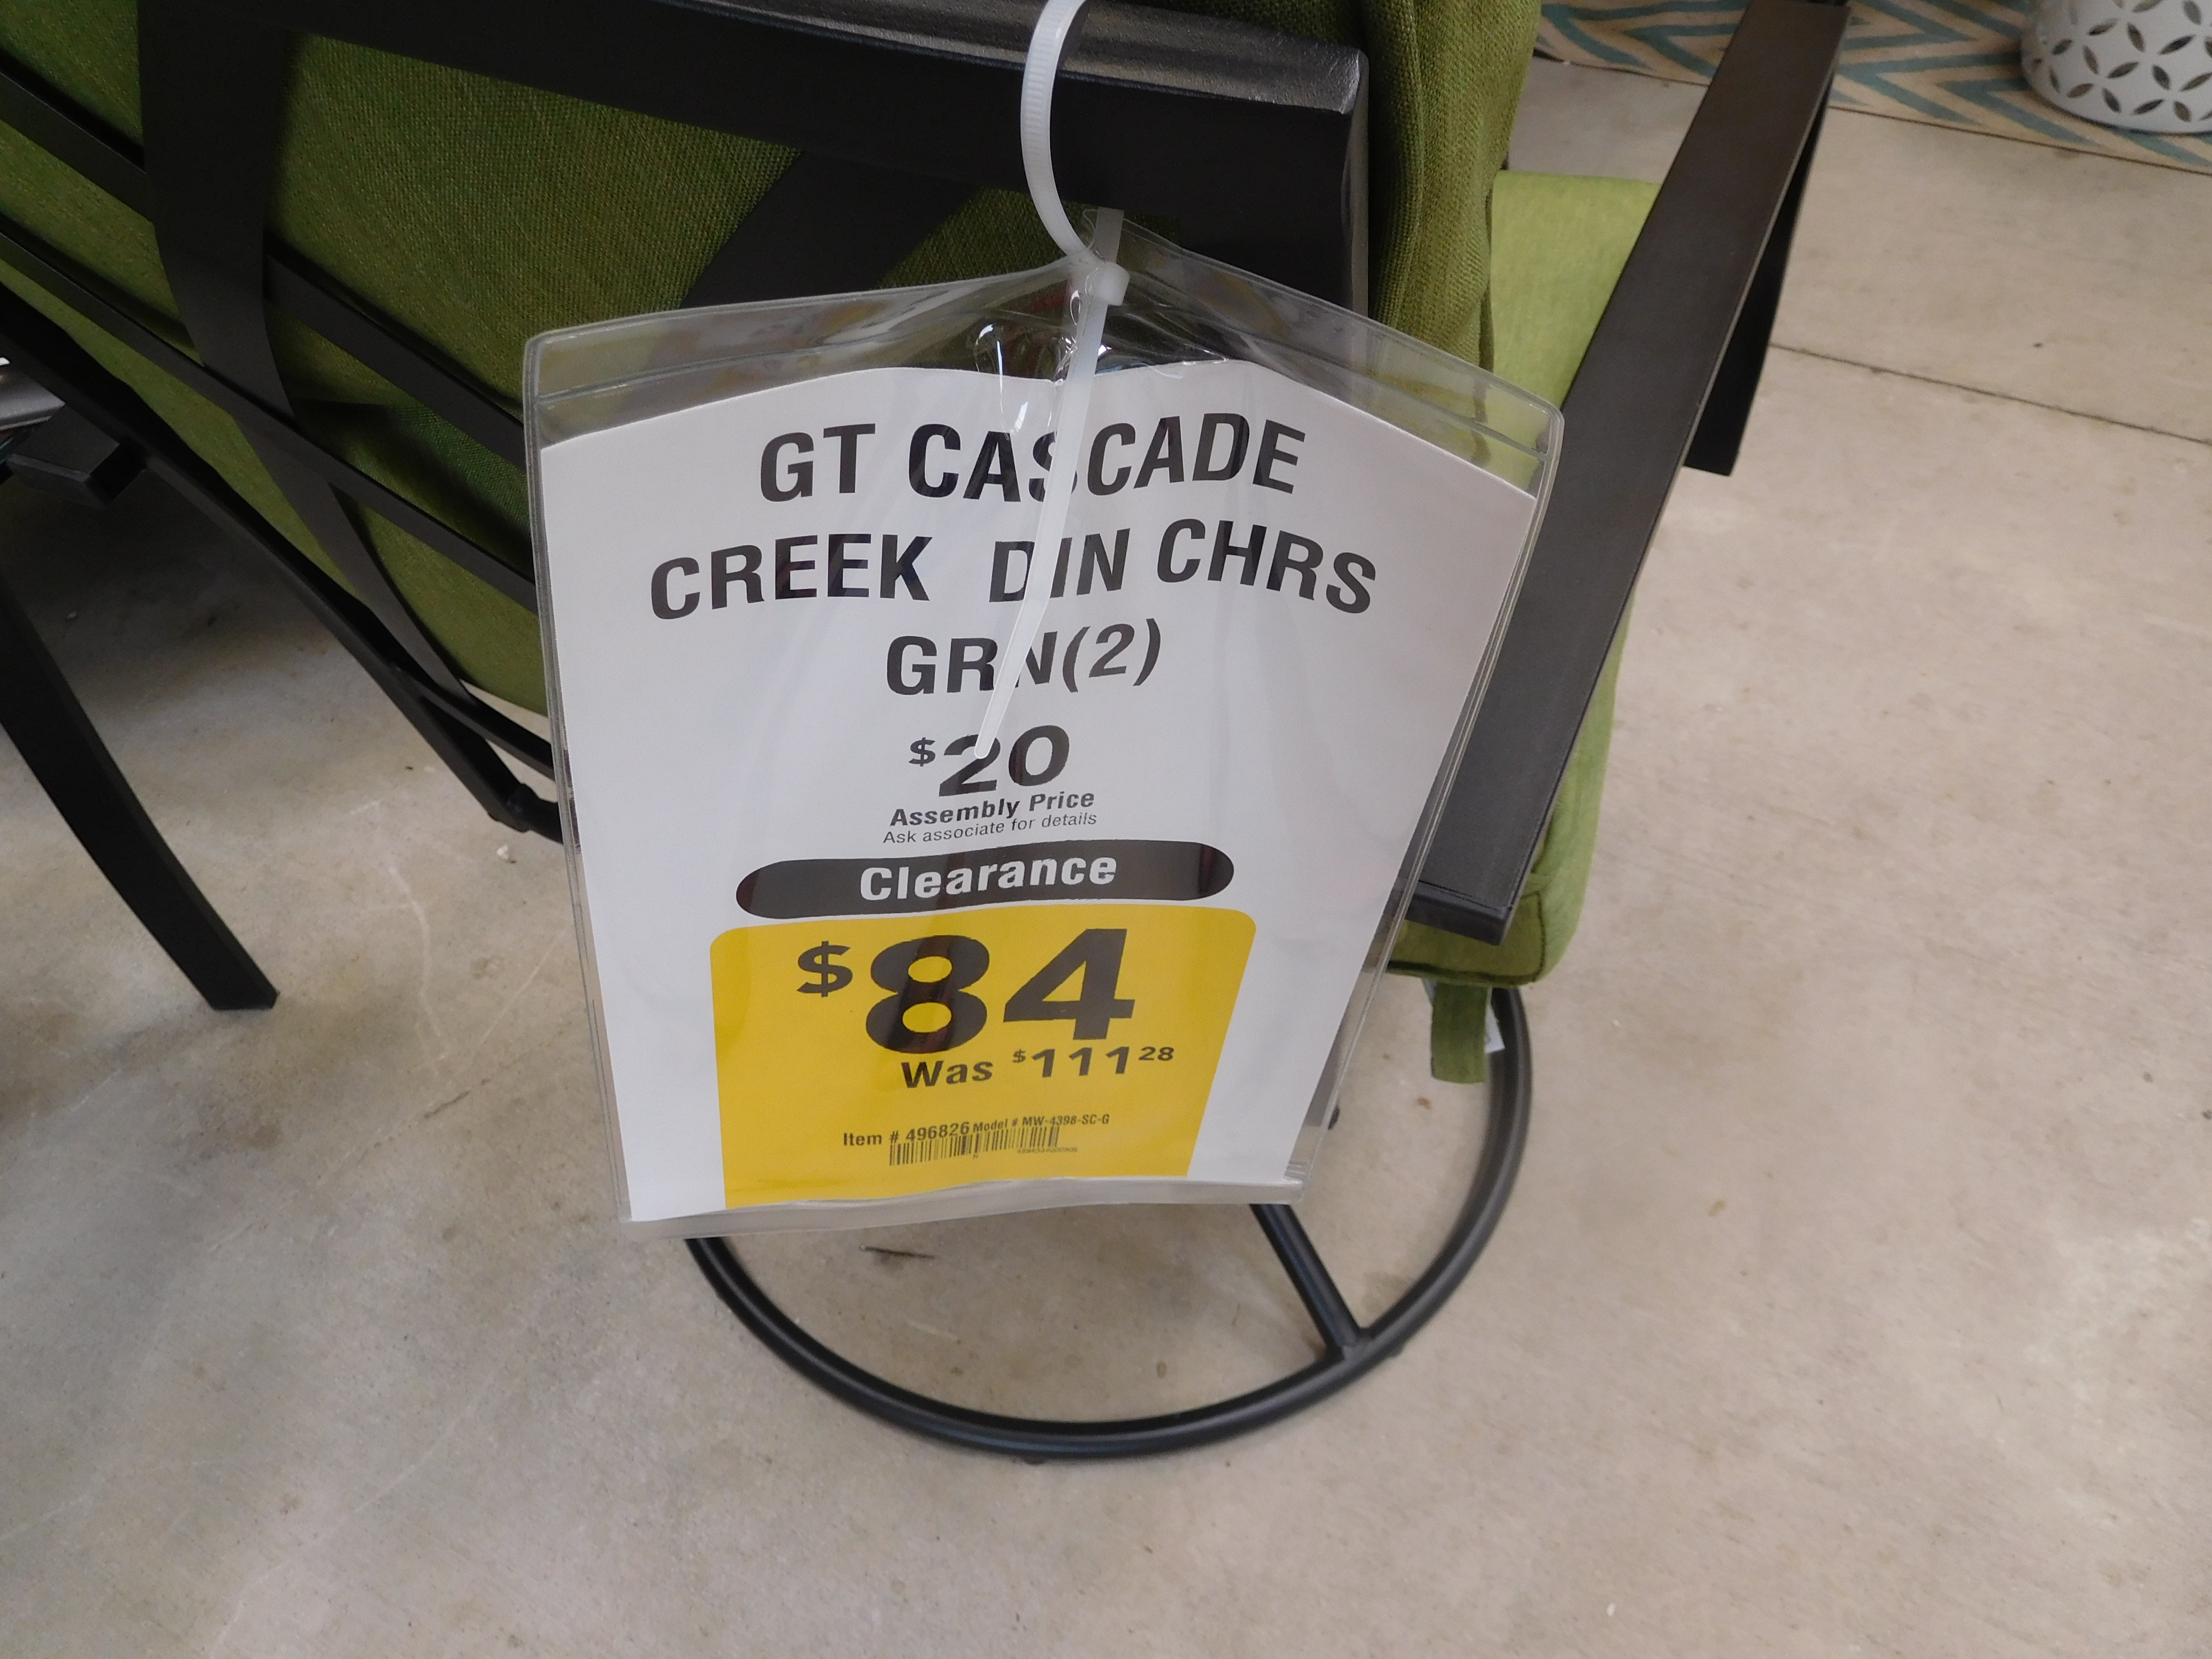 GT CASCADE
CREEK DIN CHRS
GRN(2)
$20
Assembly Price
Ask associate for details
Clearance
$84
Was $111 28
Item # 496826 Model # MW-4398-SC-G